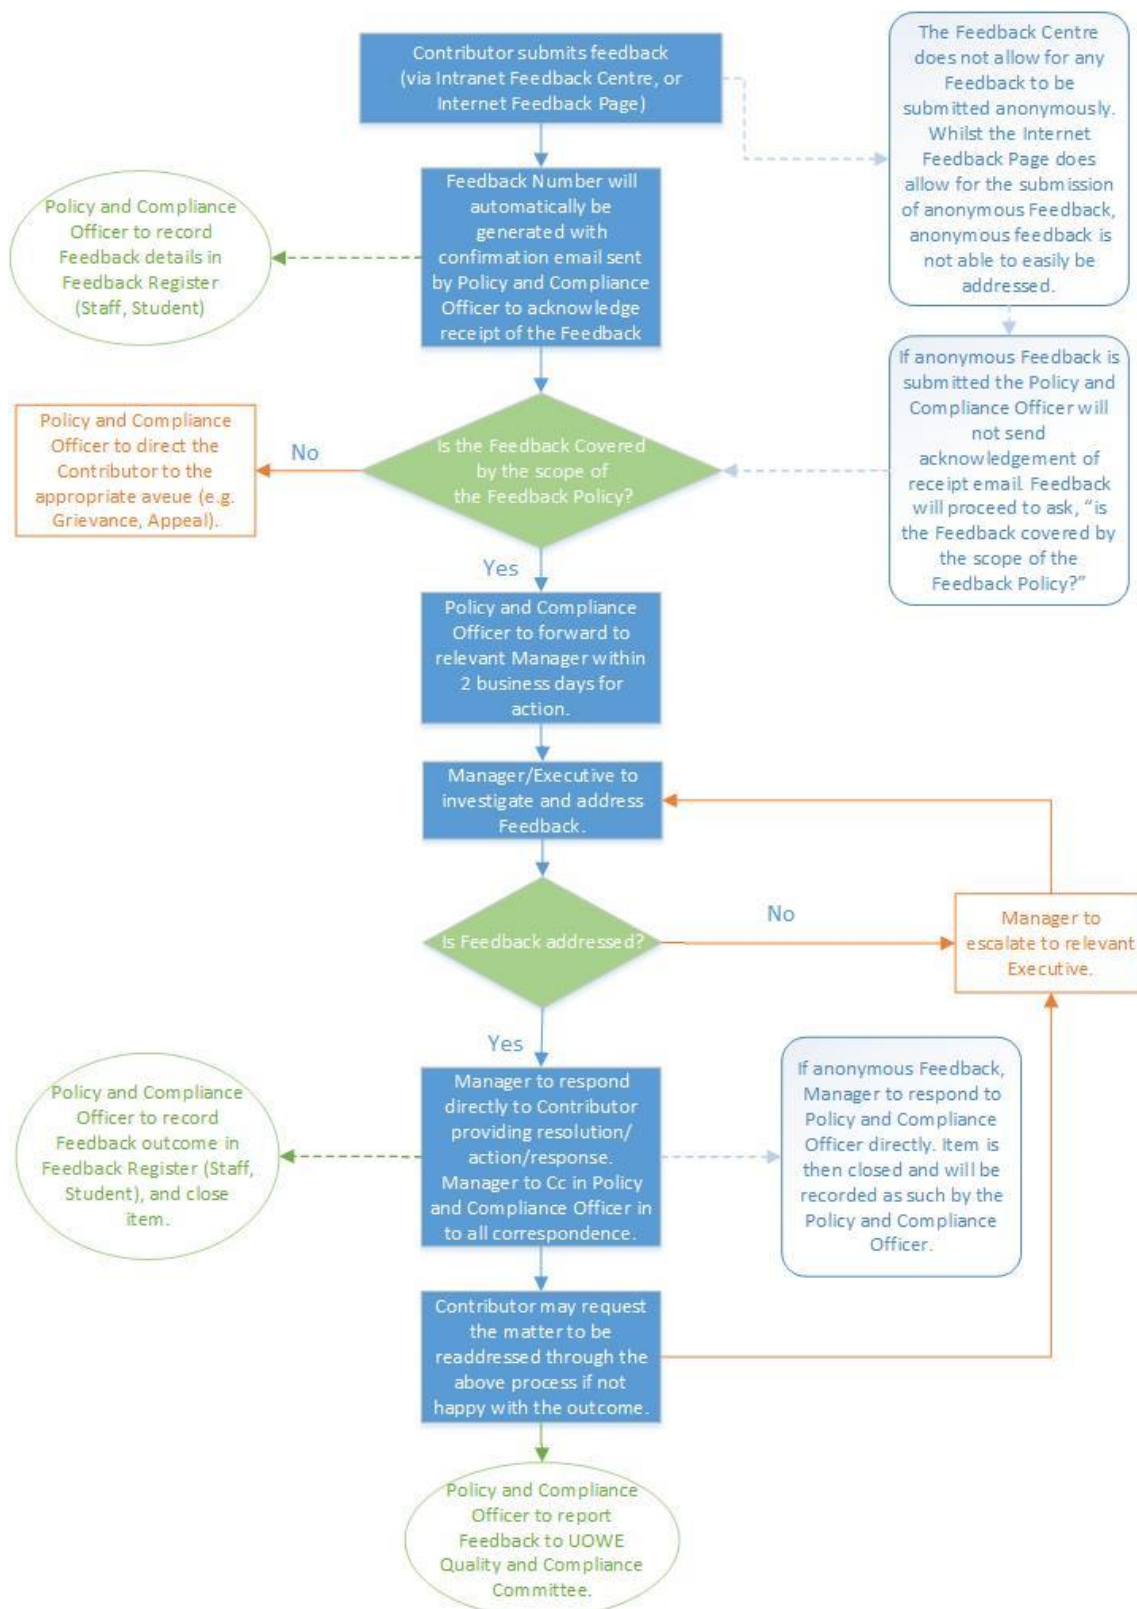 Contributor submits feedback
(via Intranet Feedback Centre, or
Internet Feedback Page)
The Feedback Centre
does not allow for any
Feedback to be
submitted anonymously.
Whilst the Internet
Feedback Page does
allow for the submission
of anonymous Feedback,
anonymous feedback is
not able to easily be
addressed.
Feedback Number will
automatically be
generated with
confirmation email sent
by Policy and Compliance
Officer to acknowledge
receipt of the Feedback
Policy and Compliance
Officer to record
Feedback details in
Feedback Register
(Staff, Student)
If anonymous Feedback is
submitted the Policy and
Compliance Officer will
not send
acknowledgement of
receipt email. Feedback
will proceed to ask, “is
the Feedback covered by
the scope of the
Feedback Policy?”
Is the Feedback Covered
by the scope of
the Feedback Policy?
No
Policy and Compliance
Officer to direct the
Contributor to the
appropriate aveue (e.g.
Grievance, Appeal).
Yes
Policy and Compliance
Officer to forward to
relevant Manager within
2 business days for
action.
Manager/Executive to
investigate and address
Feedback.
Is Feedback addressed?
No
Manager to
escalate to relevant
Executive.
Yes
Manager to respond
directly to Contributor
providing resolution/
action/response.
Manager to Cc in Policy
and Compliance Officer in
to all correspondence.
Policy and Compliance
Officer to record
Feedback outcome in
Feedback Register (Staff,
Student), and close
item.
If anonymous Feedback,
Manager to respond to
Policy and Compliance
Officer directly. Item is
then closed and will be
recorded as such by the
Policy and Compliance
Officer.
Contributor may request
the matter to be
readdressed through the
above process if not
happy with the outcome.
Policy and Compliance
Officer to report
Feedback to UOWE
Quality and Compliance
Committee.